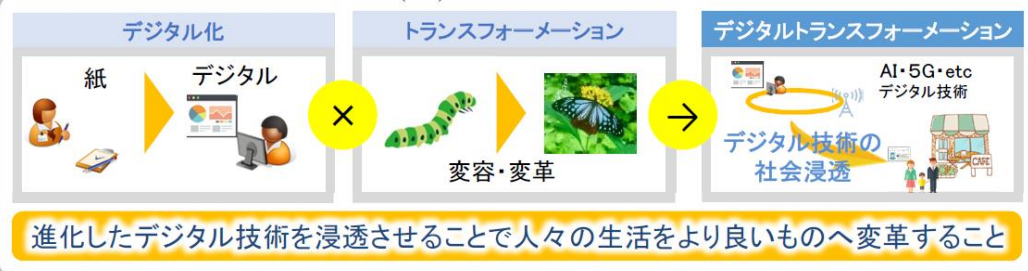 デジタル化
トランスフォーメーション
デジタルトランスフォーメーション
紙
デジタル
×
変容・変革
→
AI・5G・etc
デジタル技術
デジタル技術の
社会浸透
CAFE
進化したデジタル技術を浸透させることで人々の生活をより良いものへ変革すること